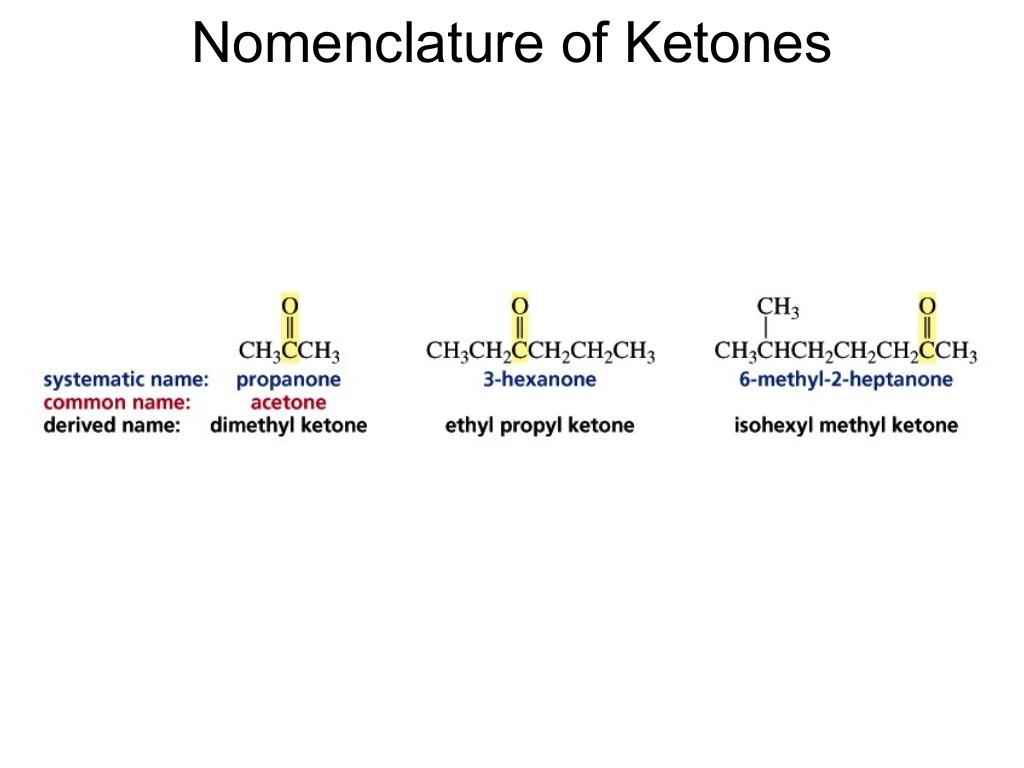 Nomenclature of Ketones
O O CH₃ O
|| || | ||
CH₃CCH₃ CH₃CH₂CCH₂CH₂CH₃ CH₃CHCH₂CH₂CH₂CCH₃
systematic name: propanone 3-hexanone 6-methyl-2-heptanone
common name: acetone
derived name: dimethyl ketone ethyl propyl ketone isohexyl methyl ketone